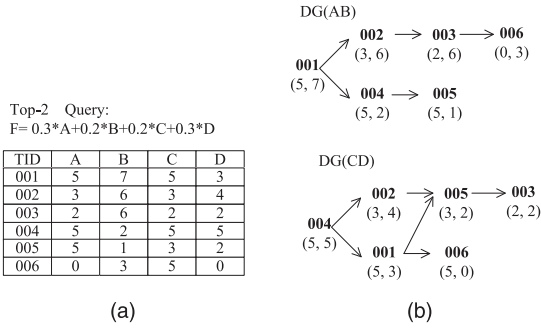 Top-2 Query:
F= 0.3*A+0.2*B+0.2*C+0.3*D
TID A B C D
001 5 7 5 3
002 3 6 3 4
003 2 6 2 2
004 5 2 5 5
005 5 1 3 2
006 0 3 5 0
(a)
DG(AB)
002 003 006
(3, 6) (2, 6) (0, 3)
001
(5, 7)
004 005
(5, 2) (5, 1)
DG(CD)
002 005 003
(3, 4) (3, 2) (2, 2)
004
(5, 5)
001 006
(5, 3) (5, 0)
(b)